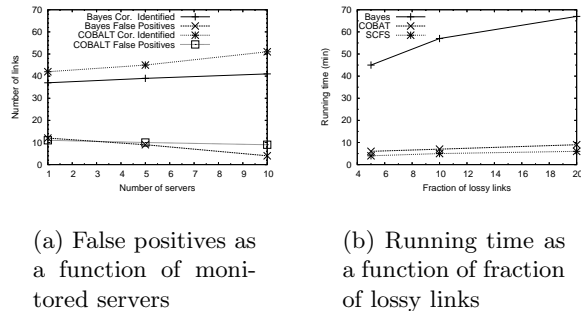 Bayes Cor. Identified
Bayes False Positives
COBALT Cor. Identified
COBALT False Positives
Number of links
70
60
50
40
30
20
10
0
1 2 3 4 5 6 7 8 9 10
Number of servers
Bayes
COBAT
SCFS
Running time (min)
70
60
50
40
30
20
10
0
4 6 8 10 12 14 16 18 20
Fraction of lossy links
(a) False positives as
a function of moni-
tored servers
(b) Running time as
a function of fraction
of lossy links